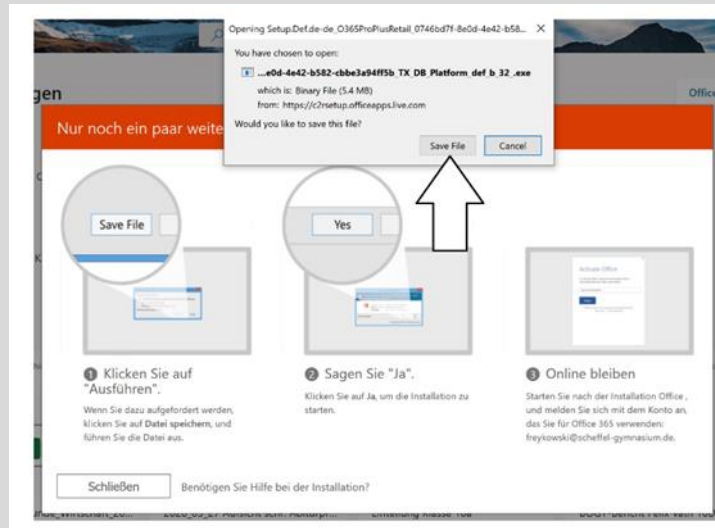 Opening Setup.Def.de-de_O365ProPlusRetail_0746bd7f-8e0d-4e42-b58...
You have chosen to open:
...e0d-4e42-b582-cbbe3a94ff5b_TX_DB_Platform_def_b_32_.exe
which is: Binary File (5.4 MB)
from: https://c2rsetup.officeapps.live.com
Would you like to save this file?
Save File Cancel
gen
Office
Nur noch ein paar weite
Save File
Yes
Activate Office
1 Klicken Sie auf
"Ausführen".
Wenn Sie dazu aufgefordert werden,
klicken Sie auf Datei speichern, und
führen Sie die Datei aus.
2 Sagen Sie "Ja".
Klicken Sie auf Ja, um die Installation zu
starten.
3 Online bleiben
Starten Sie nach der Installation Office ,
und melden Sie sich mit dem Konto an,
das Sie für Office 365 verwenden:
freykowski@scheffel-gymnasium.de.
Schließen Benötigen Sie Hilfe bei der Installation?